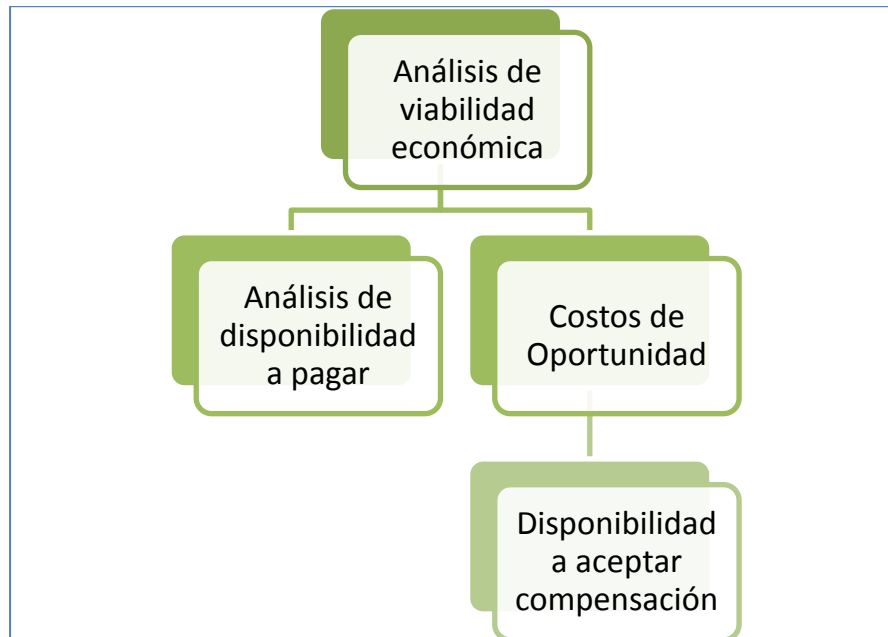 Análisis de
viabilidad
económica
Análisis de
disponibilidad
a pagar
Costos de
Oportunidad
Disponibilidad
a aceptar
compensación